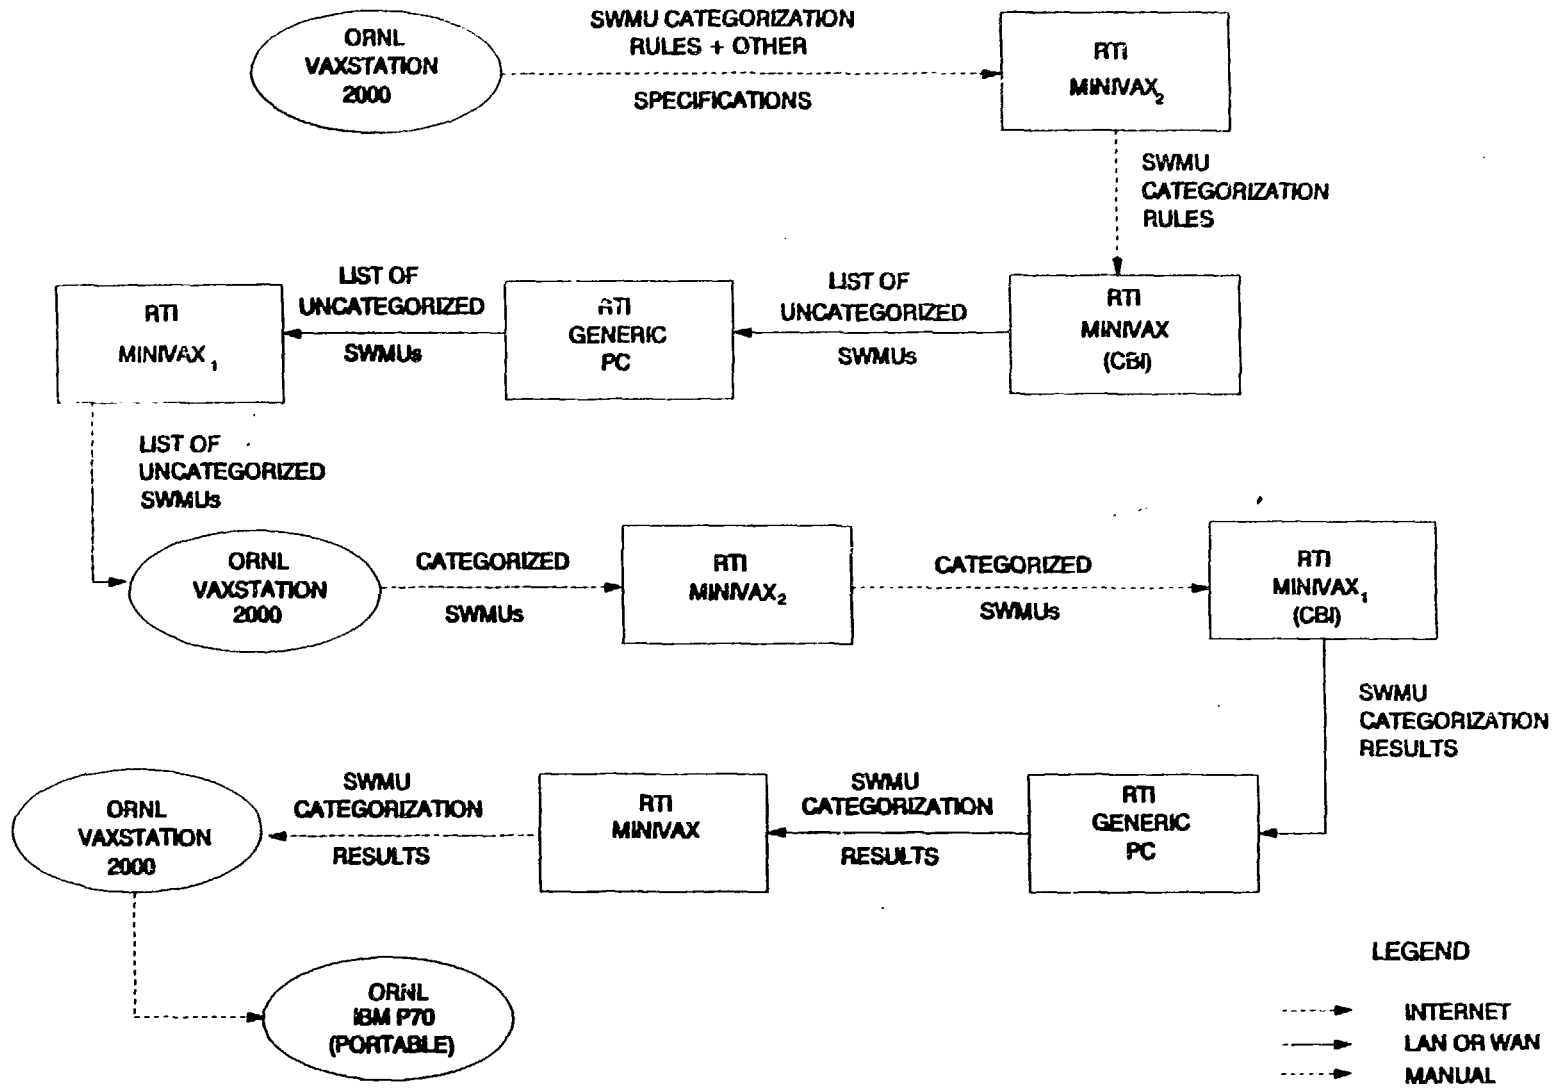 ORNL
VAXSTATION
2000
SWMU CATEGORIZATION
RULES + OTHER
SPECIFICATIONS
RTI
MINIVAX2
SWMU
CATEGORIZATION
RULES
RTI
MINIVAX
(CBI)
LIST OF
UNCATEGORIZED
SWMUs
RTI
GENERIC
PC
LIST OF
UNCATEGORIZED
SWMUs
RTI
MINIVAX1
LIST OF
UNCATEGORIZED
SWMUs
ORNL
VAXSTATION
2000
CATEGORIZED
SWMUs
RTI
MINIVAX2
CATEGORIZED
SWMUs
RTI
MINIVAX1
(CBI)
SWMU
CATEGORIZATION
RESULTS
RTI
GENERIC
PC
SWMU
CATEGORIZATION
RESULTS
RTI
MINIVAX
SWMU
CATEGORIZATION
RESULTS
ORNL
VAXSTATION
2000
ORNL
IBM P70
(PORTABLE)
LEGEND
INTERNET
LAN OR WAN
MANUAL